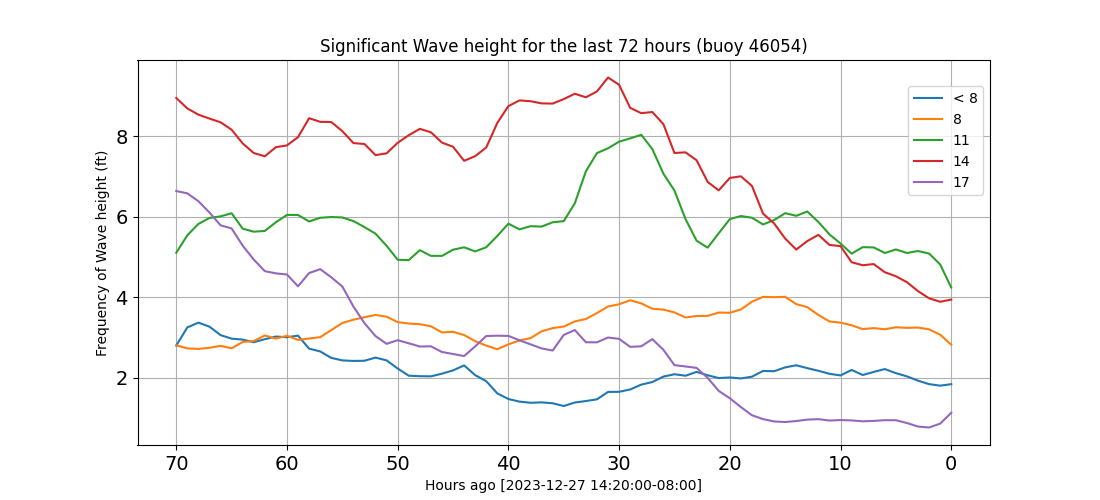 Significant Wave height for the last 72 hours (buoy 46054)
Frequency of Wave height (ft)
8
6
4
2
< 8
8
11
14
17
70 60 50 40 30 20 10 0
Hours ago [2023-12-27 14:20:00-08:00]